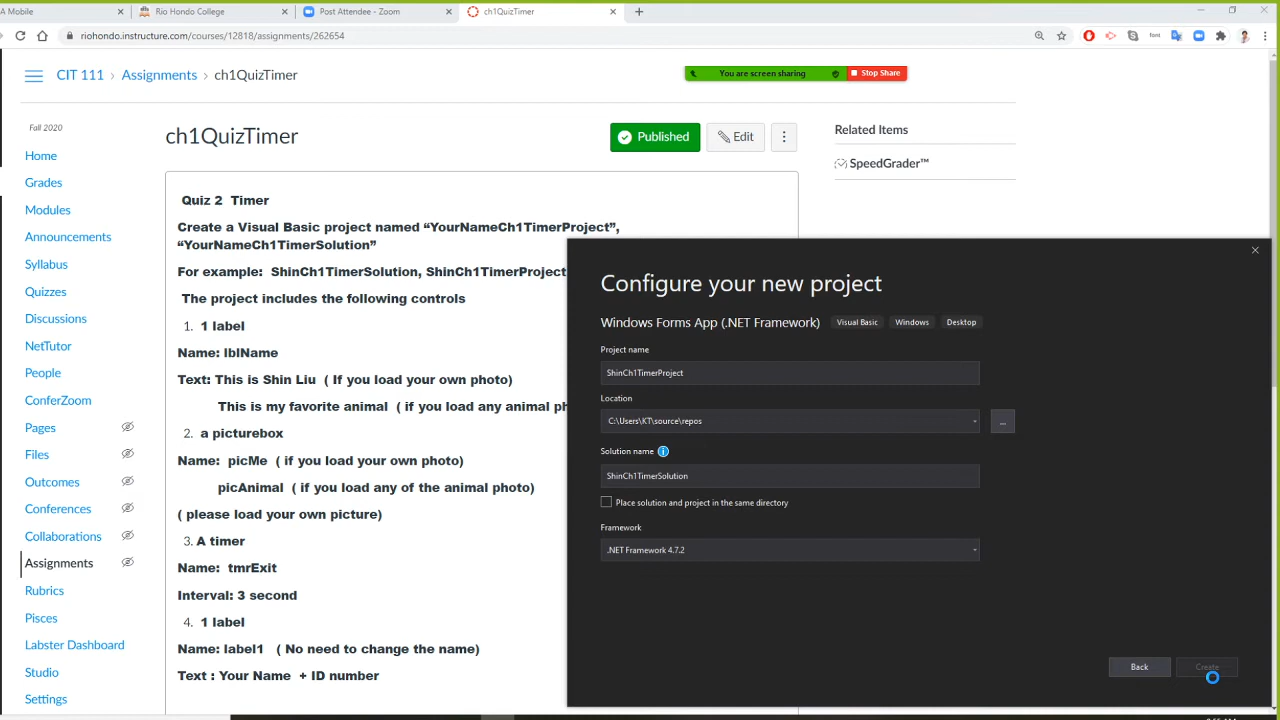 A Mobile
Rio Hondo College
Post Attendee - Zoom
ch1QuizTimer
riohondo.instructure.com/courses/12818/assignments/262654
CIT 111 › Assignments › ch1QuizTimer
You are screen sharing
Stop Share
Fall 2020
Home
Grades
Modules
Announcements
Syllabus
Quizzes
Discussions
NetTutor
People
ConferZoom
Pages
Files
Outcomes
Conferences
Collaborations
Assignments
Rubrics
Pisces
Labster Dashboard
Studio
Settings
ch1QuizTimer
Published
Edit
Related Items
SpeedGrader™
Quiz 2 Timer
Create a Visual Basic project named “YourNameCh1TimerProject”,
“YourNameCh1TimerSolution”
For example: ShinCh1TimerSolution, ShinCh1TimerProject
The project includes the following controls
1. 1 label
Name: lblName
Text: This is Shin Liu ( If you load your own photo)
This is my favorite animal ( if you load any animal ph
2. a picturebox
Name: picMe ( if you load your own photo)
picAnimal ( if you load any of the animal photo)
( please load your own picture)
3. A timer
Name: tmrExit
Interval: 3 second
4. 1 label
Name: label1 ( No need to change the name)
Text : Your Name + ID number
Configure your new project
Windows Forms App (.NET Framework) Visual Basic Windows Desktop
Project name
ShinCh1TimerProject
Location
C:\Users\KT\source\repos
...
Solution name
ShinCh1TimerSolution
Place solution and project in the same directory
Framework
.NET Framework 4.7.2
Back
Create